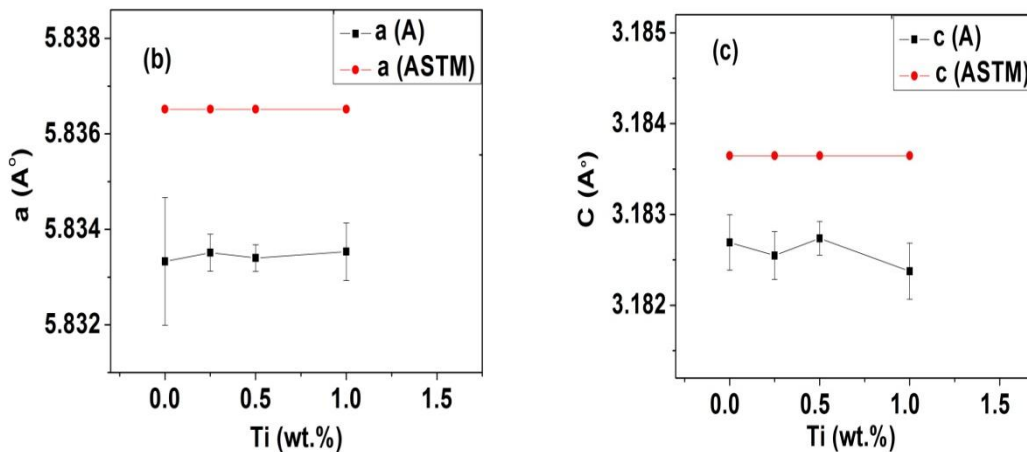 5.838
(b)
a (A)
a (ASTM)
5.836
5.834
5.832
a (A°)
0.0 0.5 1.0 1.5
Ti (wt.%)
3.185
(c)
c (A)
c (ASTM)
3.184
3.183
3.182
C (A°)
0.0 0.5 1.0 1.5
Ti (wt.%)